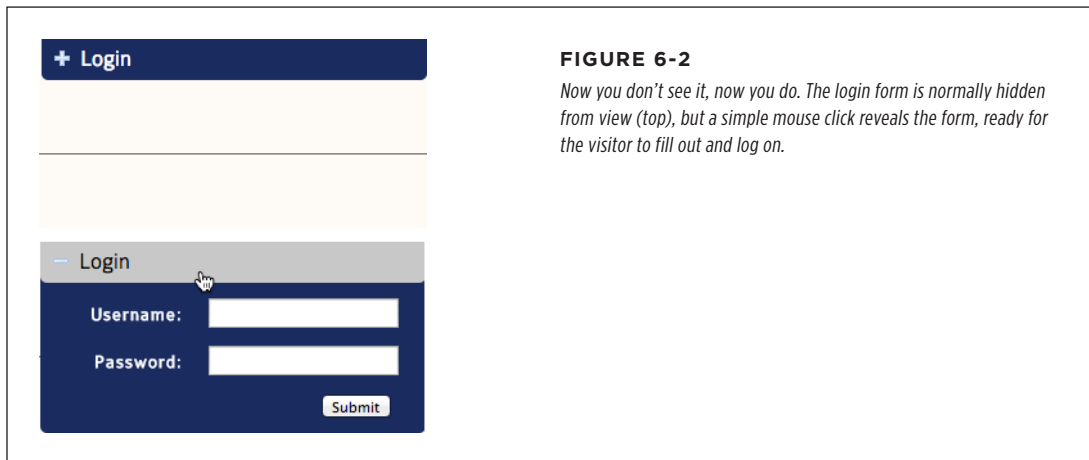 + Login
FIGURE 6-2
Now you don’t see it, now you do. The login form is normally hidden
from view (top), but a simple mouse click reveals the form, ready for
the visitor to fill out and log on.
– Login
Username:
Password:
Submit